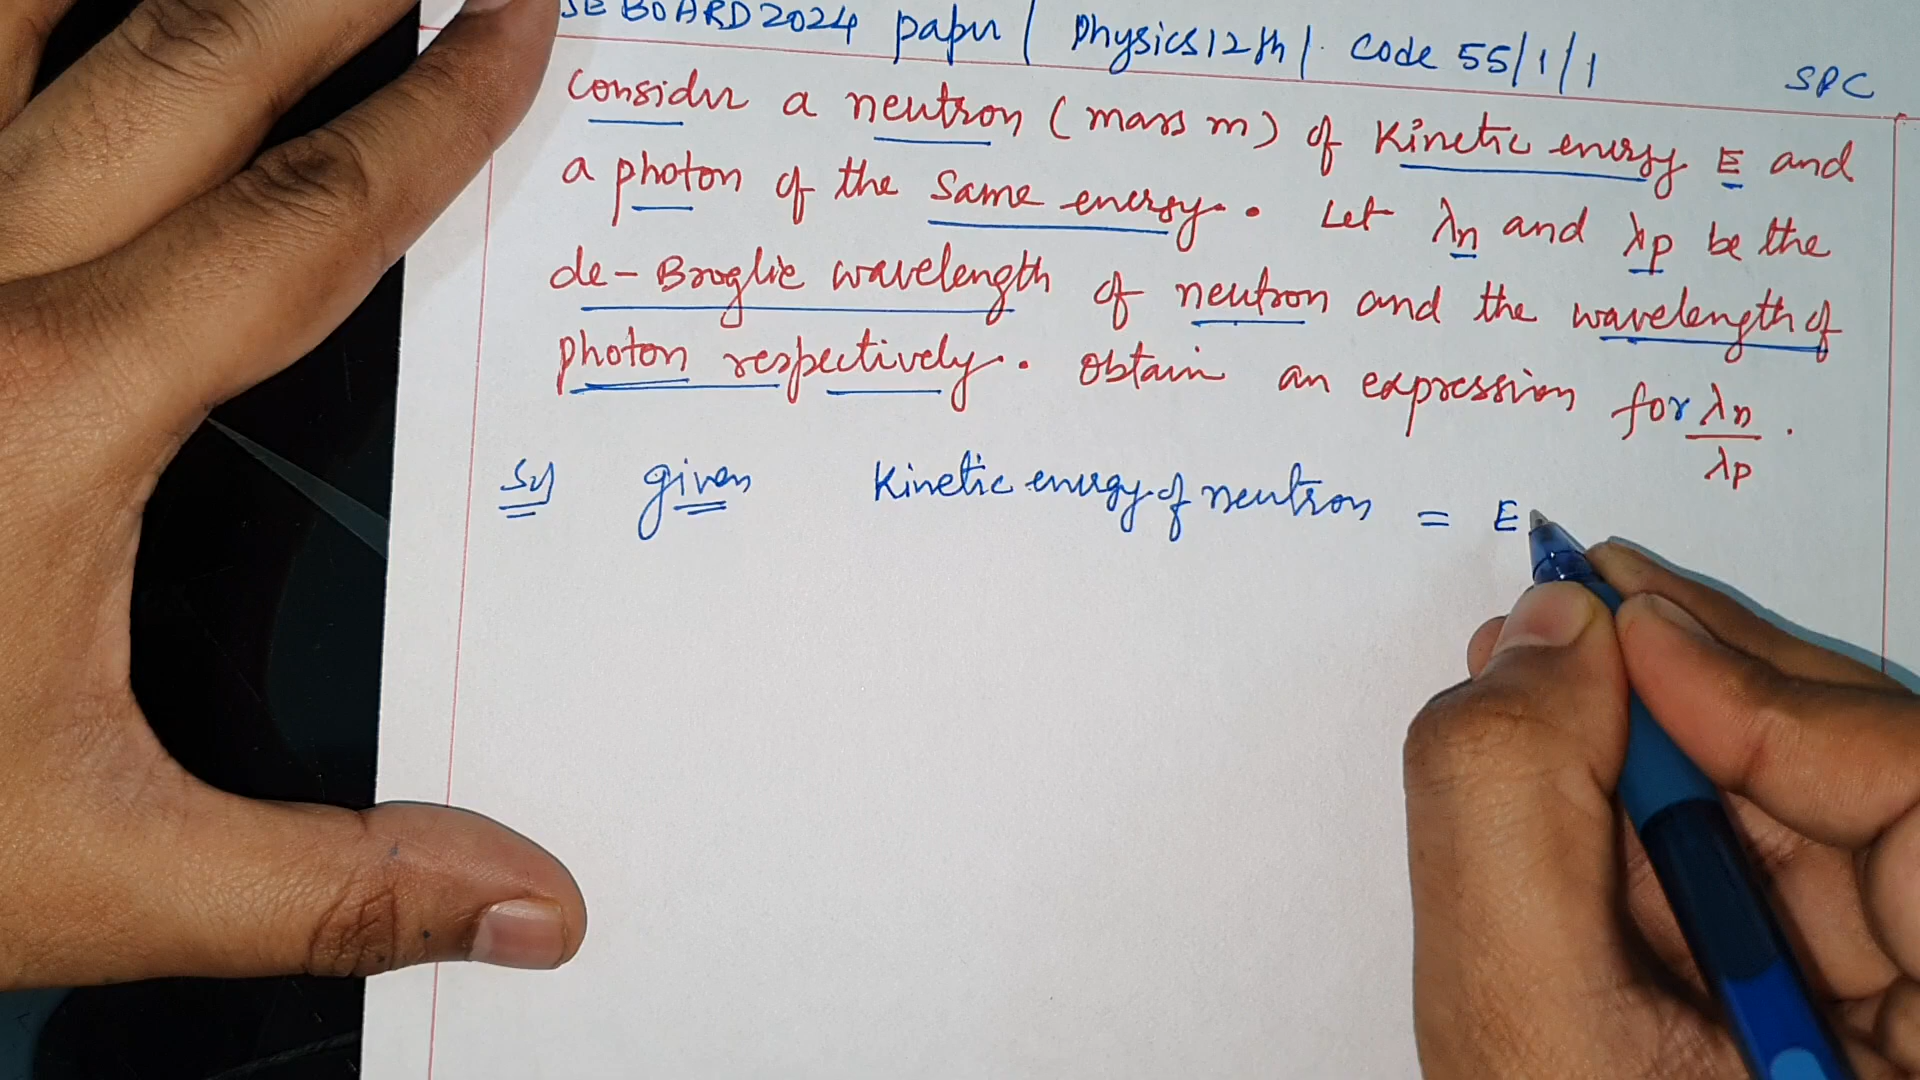 SE BOARD 2024 paper | Physics 12th | Code 55/1/1
SPC
Consider a neutron (mass m) of Kinetic energy E and
a photon of the same energy. Let λn and λp be the
de-Broglie wavelength of neutron and the wavelength of
photon respectively. Obtain an expression for λn/λp.
Sol given Kinetic energy of neutron = E